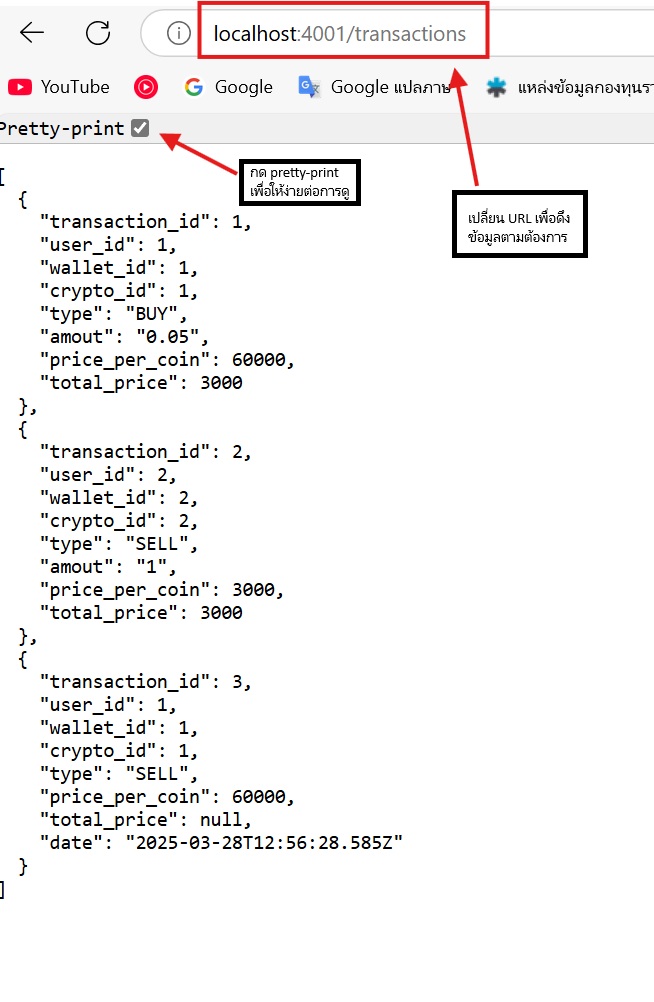 localhost:4001/transactions
YouTube
Google
Google แปลภาษ
แหล่งข้อมูลกองทุนรา
Pretty-print
กด pretty-print
เพื่อให้ง่ายต่อการดู
เปลี่ยน URL เพื่อดึง
ข้อมูลตามต้องการ
[
{
"transaction_id": 1,
"user_id": 1,
"wallet_id": 1,
"crypto_id": 1,
"type": "BUY",
"amout": "0.05",
"price_per_coin": 60000,
"total_price": 3000
},
{
"transaction_id": 2,
"user_id": 2,
"wallet_id": 2,
"crypto_id": 2,
"type": "SELL",
"amout": "1",
"price_per_coin": 3000,
"total_price": 3000
},
{
"transaction_id": 3,
"user_id": 1,
"wallet_id": 1,
"crypto_id": 1,
"type": "SELL",
"price_per_coin": 60000,
"total_price": null,
"date": "2025-03-28T12:56:28.585Z"
}
]